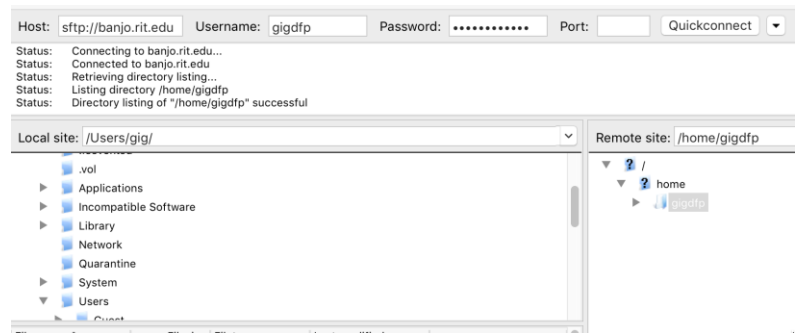 Host: sftp://banjo.rit.edu Username: gigdfp Password: •••••••••••• Port: Quickconnect
Status: Connecting to banjo.rit.edu...
Status: Connected to banjo.rit.edu
Status: Retrieving directory listing...
Status: Listing directory /home/gigdfp
Status: Directory listing of "/home/gigdfp" successful
Local site: /Users/gig/
Remote site: /home/gigdfp
.vol
Applications
Incompatible Software
Library
Network
Quarantine
System
Users
Guest
/
home
gigdfp